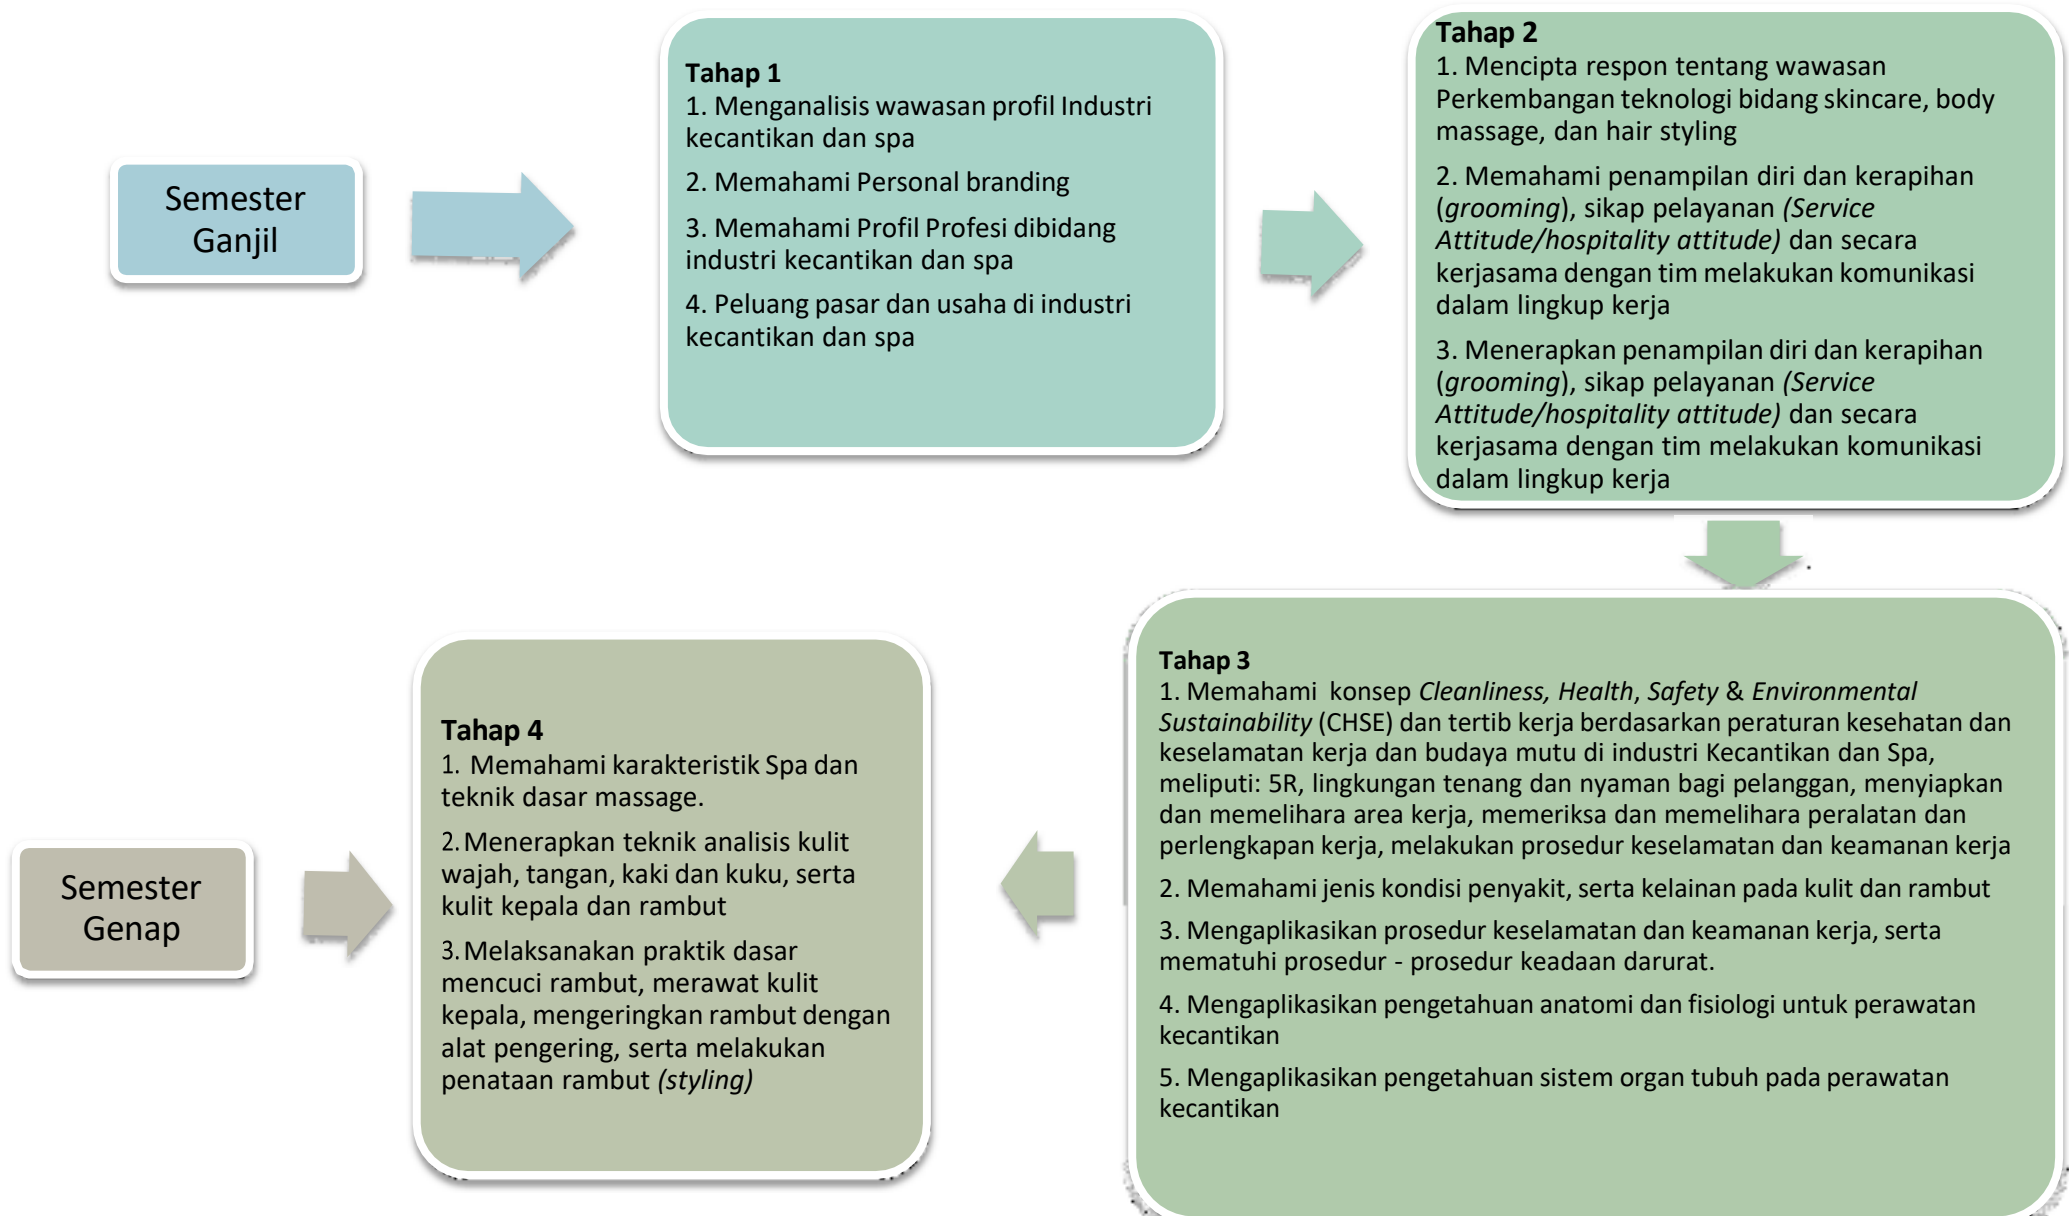 Semester
Ganjil
Tahap 1
1. Menganalisis wawasan profil Industri
kecantikan dan spa
2. Memahami Personal branding
3. Memahami Profil Profesi dibidang
industri kecantikan dan spa
4. Peluang pasar dan usaha di industri
kecantikan dan spa
Tahap 2
1. Mencipta respon tentang wawasan
Perkembangan teknologi bidang skincare, body
massage, dan hair styling
2. Memahami penampilan diri dan kerapihan
(grooming), sikap pelayanan (Service
Attitude/hospitality attitude) dan secara
kerjasama dengan tim melakukan komunikasi
dalam lingkup kerja
3. Menerapkan penampilan diri dan kerapihan
(grooming), sikap pelayanan (Service
Attitude/hospitality attitude) dan secara
kerjasama dengan tim melakukan komunikasi
dalam lingkup kerja
Tahap 3
1. Memahami konsep Cleanliness, Health, Safety & Environmental
Sustainability (CHSE) dan tertib kerja berdasarkan peraturan kesehatan dan
keselamatan kerja dan budaya mutu di industri Kecantikan dan Spa,
meliputi: 5R, lingkungan tenang dan nyaman bagi pelanggan, menyiapkan
dan memelihara area kerja, memeriksa dan memelihara peralatan dan
perlengkapan kerja, melakukan prosedur keselamatan dan keamanan kerja
2. Memahami jenis kondisi penyakit, serta kelainan pada kulit dan rambut
3. Mengaplikasikan prosedur keselamatan dan keamanan kerja, serta
mematuhi prosedur - prosedur keadaan darurat.
4. Mengaplikasikan pengetahuan anatomi dan fisiologi untuk perawatan
kecantikan
5. Mengaplikasikan pengetahuan sistem organ tubuh pada perawatan
kecantikan
Semester
Genap
Tahap 4
1. Memahami karakteristik Spa dan
teknik dasar massage.
2. Menerapkan teknik analisis kulit
wajah, tangan, kaki dan kuku, serta
kulit kepala dan rambut
3. Melaksanakan praktik dasar
mencuci rambut, merawat kulit
kepala, mengeringkan rambut dengan
alat pengering, serta melakukan
penataan rambut (styling)